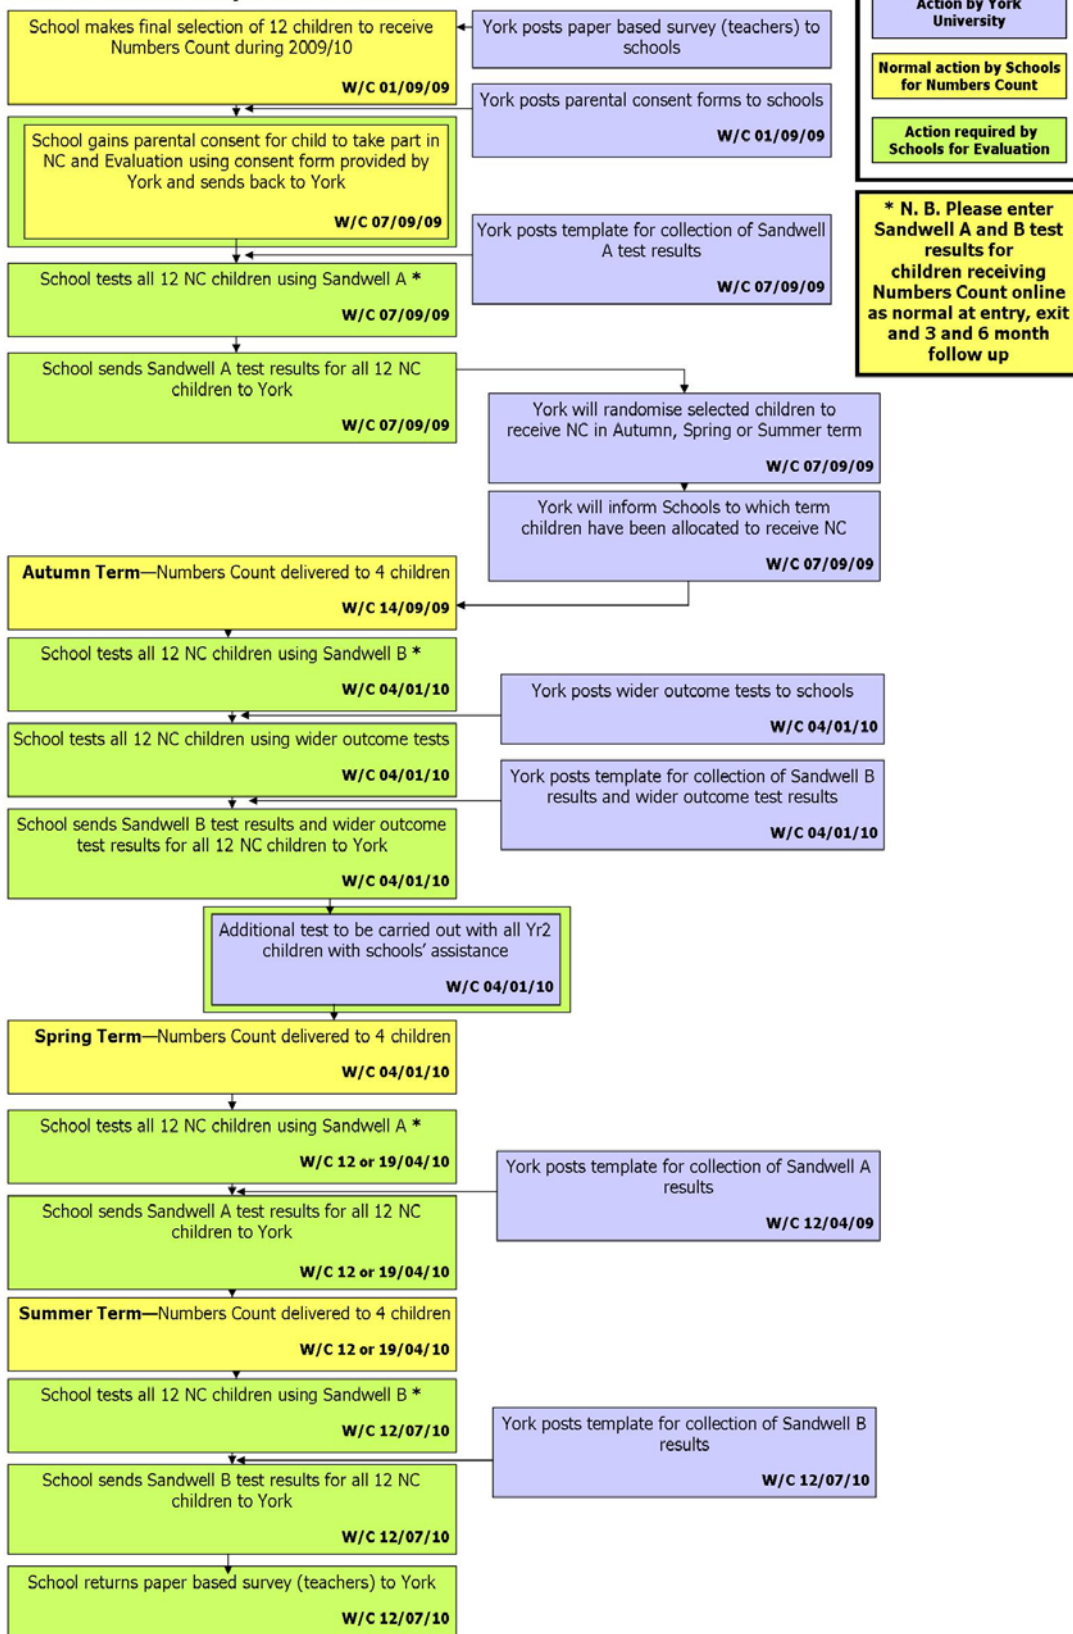 School makes final selection of 12 children to receive
Numbers Count during 2009/10
W/C 01/09/09
York posts paper based survey (teachers) to
schools
Action by York
University
Normal action by Schools
for Numbers Count
Action required by
Schools for Evaluation
York posts parental consent forms to schools
W/C 01/09/09
School gains parental consent for child to take part in
NC and Evaluation using consent form provided by
York and sends back to York
W/C 07/09/09
* N. B. Please enter
Sandwell A and B test
results for
children receiving
Numbers Count online
as normal at entry, exit
and 3 and 6 month
follow up
York posts template for collection of Sandwell
A test results
W/C 07/09/09
School tests all 12 NC children using Sandwell A *
W/C 07/09/09
School sends Sandwell A test results for all 12 NC
children to York
W/C 07/09/09
York will randomise selected children to
receive NC in Autumn, Spring or Summer term
W/C 07/09/09
York will inform Schools to which term
children have been allocated to receive NC
W/C 07/09/09
Autumn Term—Numbers Count delivered to 4 children
W/C 14/09/09
School tests all 12 NC children using Sandwell B *
W/C 04/01/10
York posts wider outcome tests to schools
W/C 04/01/10
School tests all 12 NC children using wider outcome tests
W/C 04/01/10
York posts template for collection of Sandwell B
results and wider outcome test results
W/C 04/01/10
School sends Sandwell B test results and wider outcome
test results for all 12 NC children to York
W/C 04/01/10
Additional test to be carried out with all Yr2
children with schools' assistance
W/C 04/01/10
Spring Term—Numbers Count delivered to 4 children
W/C 04/01/10
School tests all 12 NC children using Sandwell A *
W/C 12 or 19/04/10
York posts template for collection of Sandwell A
results
W/C 12/04/09
School sends Sandwell A test results for all 12 NC
children to York
W/C 12 or 19/04/10
Summer Term—Numbers Count delivered to 4 children
W/C 12 or 19/04/10
School tests all 12 NC children using Sandwell B *
W/C 12/07/10
York posts template for collection of Sandwell B
results
W/C 12/07/10
School sends Sandwell B test results for all 12 NC
children to York
W/C 12/07/10
School returns paper based survey (teachers) to York
W/C 12/07/10